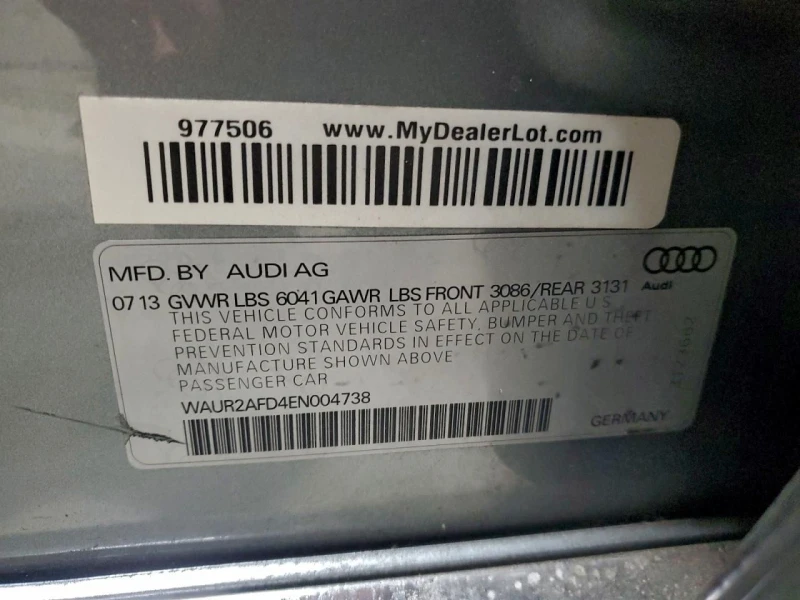 977506 www.MyDealerLot.com
MFD. BY AUDI AG
Audi
07 13 GVWR LBS 6041 GAWR LBS FRONT 3086/REAR 3131
THIS VEHICLE CONFORMS TO ALL APPLICABLE U S
FEDERAL MOTOR VEHICLE SAFETY, BUMPER AND THEFT
PREVENTION STANDARDS IN EFFECT ON THE DATE OF
MANUFACTURE SHOWN ABOVE
PASSENGER CAR
WAUR2AFD4EN004738
GERMANY